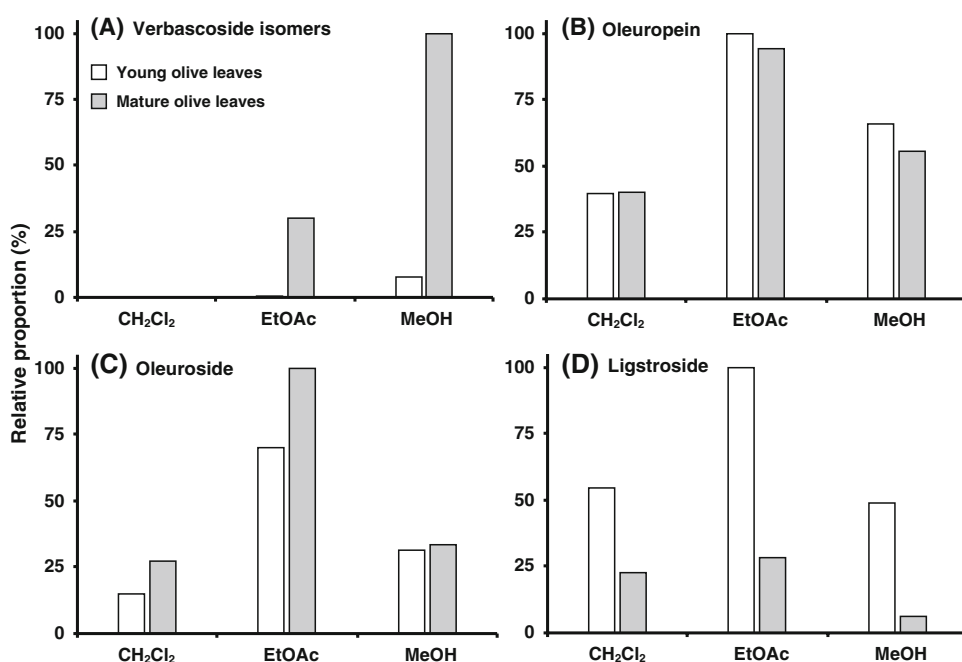 Relative proportion (%)
(A) Verbascoside isomers
Young olive leaves
Mature olive leaves
100
75
50
25
0
CH₂Cl₂ EtOAc MeOH
(B) Oleuropein
100
75
50
25
0
CH₂Cl₂ EtOAc MeOH
(C) Oleuroside
100
75
50
25
0
CH₂Cl₂ EtOAc MeOH
(D) Ligstroside
100
75
50
25
0
CH₂Cl₂ EtOAc MeOH